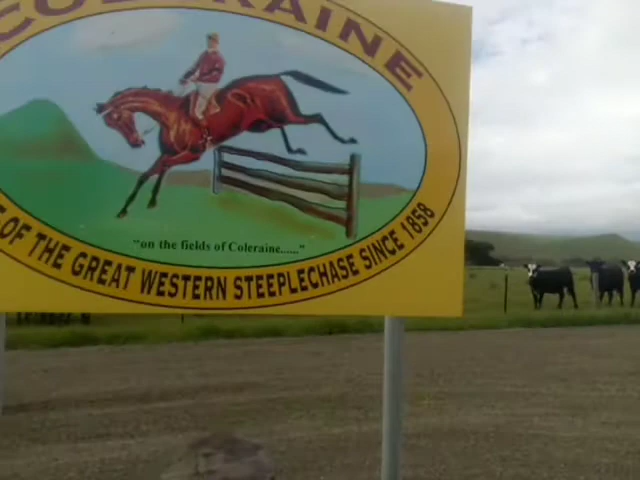 COLERAINE
OF THE GREAT WESTERN STEEPLECHASE SINCE 1858
"on the fields of Coleraine......"